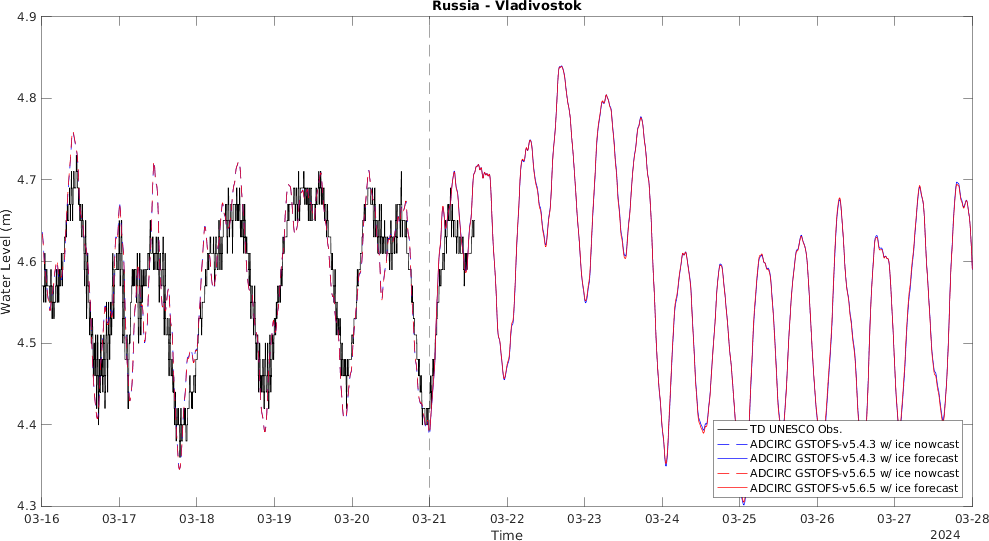 Russia - Vladivostok
4.9
4.8
4.7
4.6
4.5
4.4
4.3
Water Level (m)
TD UNESCO Obs.
ADCIRC GSTOFS-v5.4.3 w/ ice nowcast
ADCIRC GSTOFS-v5.4.3 w/ ice forecast
ADCIRC GSTOFS-v5.6.5 w/ ice nowcast
ADCIRC GSTOFS-v5.6.5 w/ ice forecast
03-16 03-17 03-18 03-19 03-20 03-21 03-22 03-23 03-24 03-25 03-26 03-27 03-28
Time
2024